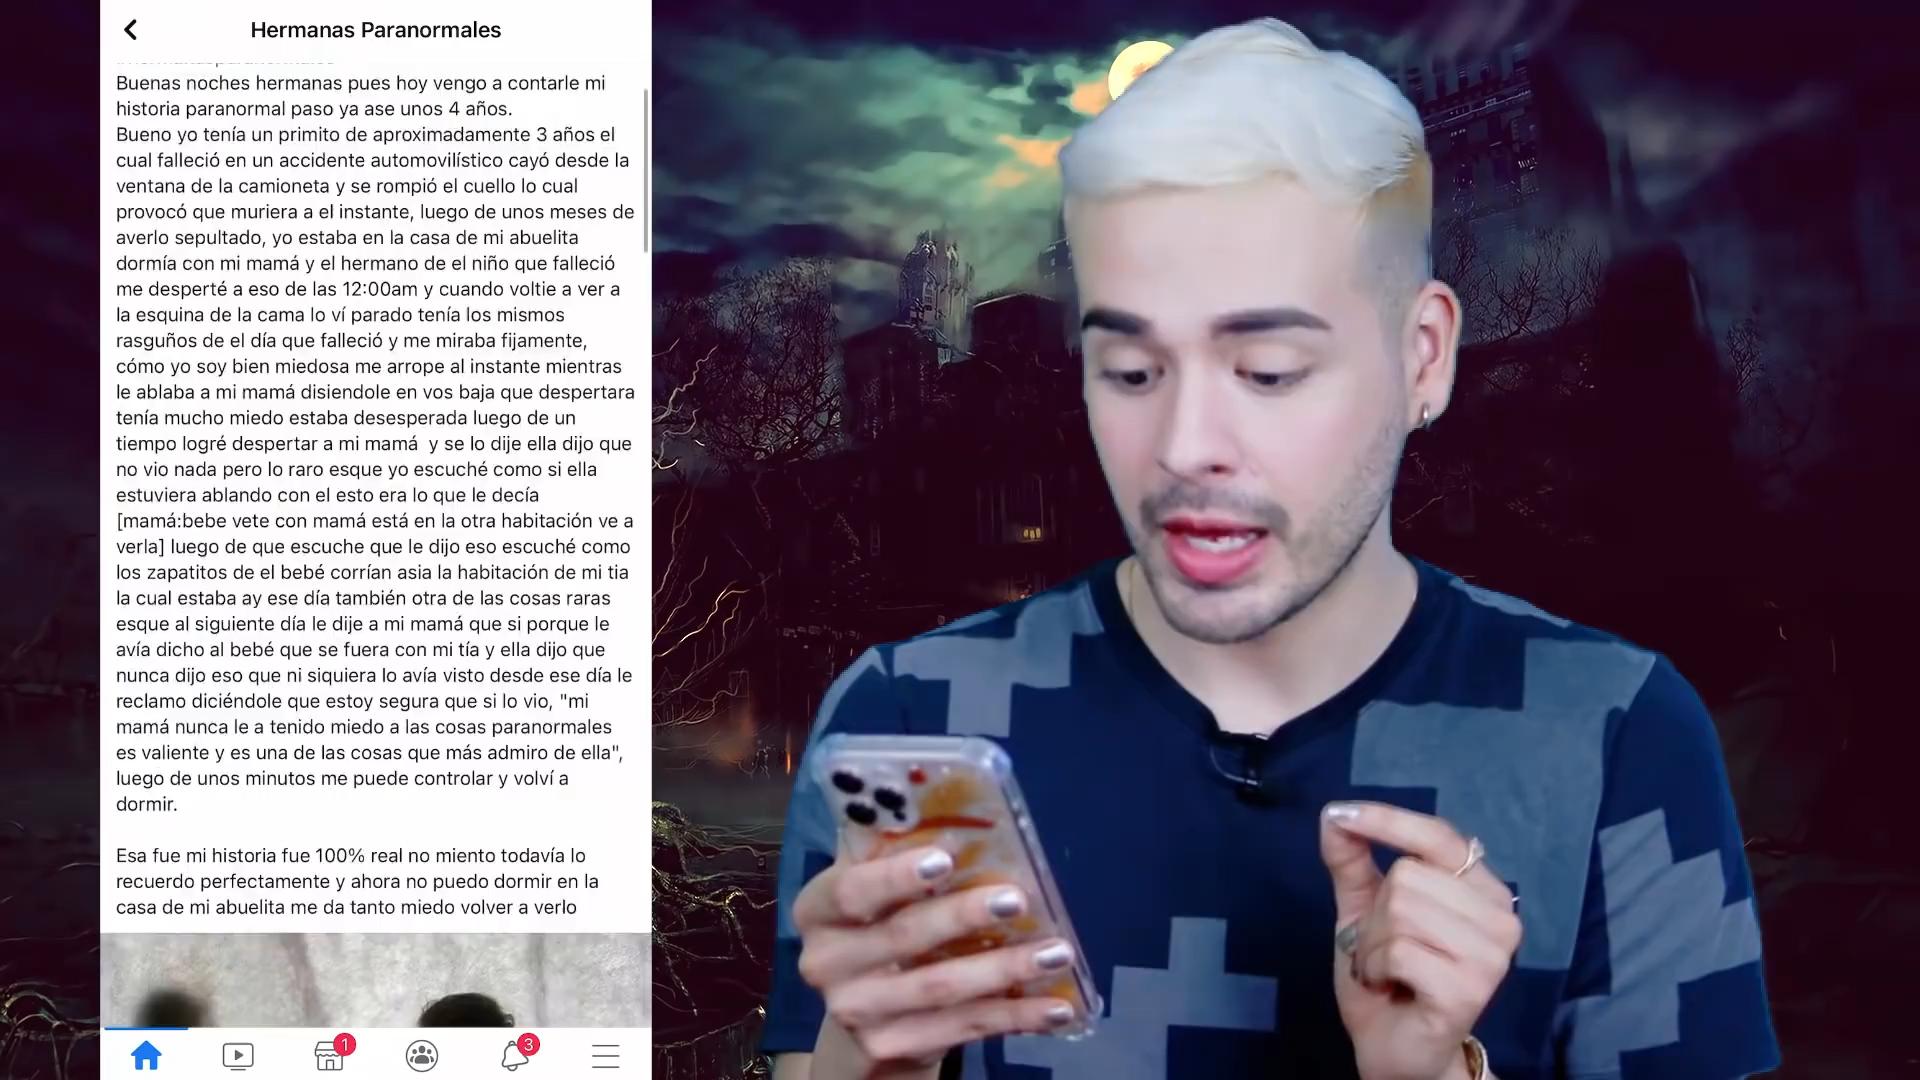 Hermanas Paranormales
Buenas noches hermanas pues hoy vengo a contarle mi
historia paranormal paso ya ase unos 4 años.
Bueno yo tenía un primito de aproximadamente 3 años el
cual falleció en un accidente automovilístico cayó desde la
ventana de la camioneta y se rompió el cuello lo cual
provocó que muriera a el instante, luego de unos meses de
averlo sepultado, yo estaba en la casa de mi abuelita
dormía con mi mamá y el hermano de el niño que falleció
me desperté a eso de las 12:00am y cuando voltie a ver a
la esquina de la cama lo ví parado tenía los mismos
rasguños de el día que falleció y me miraba fijamente,
cómo yo soy bien miedosa me arrope al instante mientras
le ablaba a mi mamá disiendole en vos baja que despertara
tenía mucho miedo estaba desesperada luego de un
tiempo logré despertar a mi mamá  y se lo dije ella dijo que
no vio nada pero lo raro esque yo escuché como si ella
estuviera ablando con el esto era lo que le decía
[mamá:bebe vete con mamá está en la otra habitación ve a
verla] luego de que escuche que le dijo eso escuché como
los zapatitos de el bebé corrían asia la habitación de mi tia
la cual estaba ay ese día también otra de las cosas raras
esque al siguiente día le dije a mi mamá que si porque le
avía dicho al bebé que se fuera con mi tía y ella dijo que
nunca dijo eso que ni siquiera lo avía visto desde ese día le
reclamo diciéndole que estoy segura que si lo vio, "mi
mamá nunca le a tenido miedo a las cosas paranormales
es valiente y es una de las cosas que más admiro de ella",
luego de unos minutos me puede controlar y volví a
dormir.
Esa fue mi historia fue 100% real no miento todavía lo
recuerdo perfectamente y ahora no puedo dormir en la
casa de mi abuelita me da tanto miedo volver a verlo
1
3